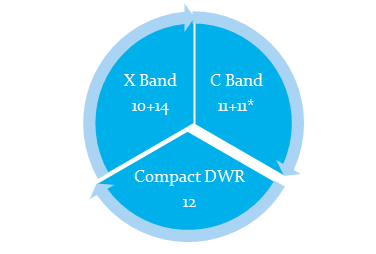 X Band
10+14
C Band
11+11*
Compact DWR
12